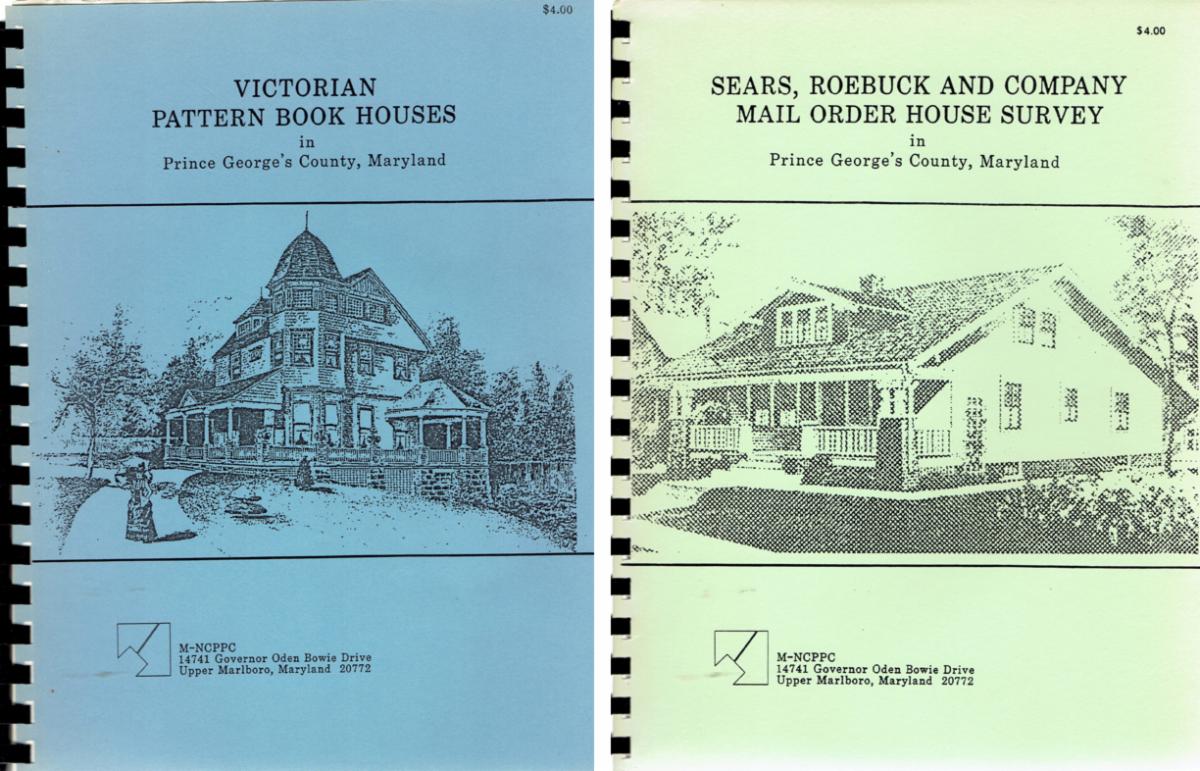 $4.00
VICTORIAN
PATTERN BOOK HOUSES
in
Prince George's County, Maryland
M-NCPPC
14741 Governor Oden Bowie Drive
Upper Marlboro, Maryland 20772
$4.00
SEARS, ROEBUCK AND COMPANY
MAIL ORDER HOUSE SURVEY
in
Prince George's County, Maryland
M-NCPPC
14741 Governor Oden Bowie Drive
Upper Marlboro, Maryland 20772